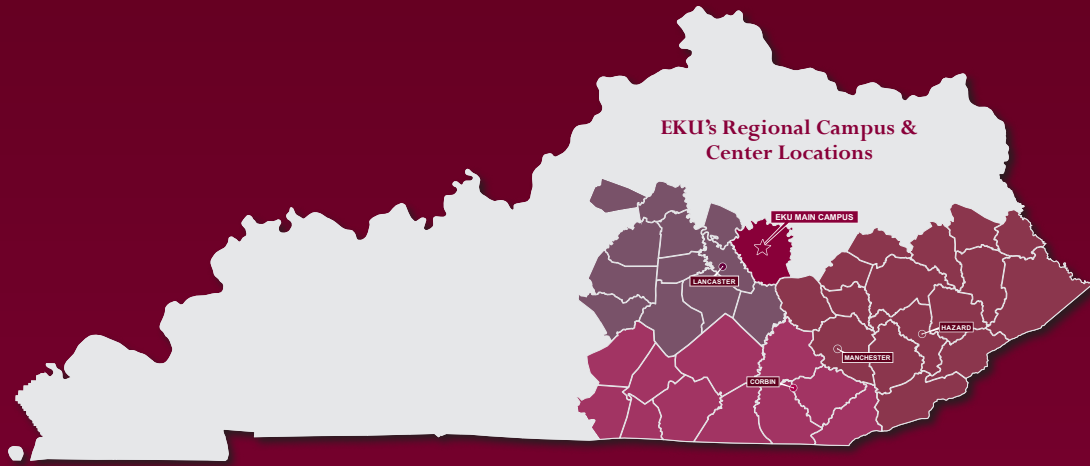 EKU's Regional Campus &
Center Locations
EKU MAIN CAMPUS
LANCASTER
HAZARD
MANCHESTER
CORBIN